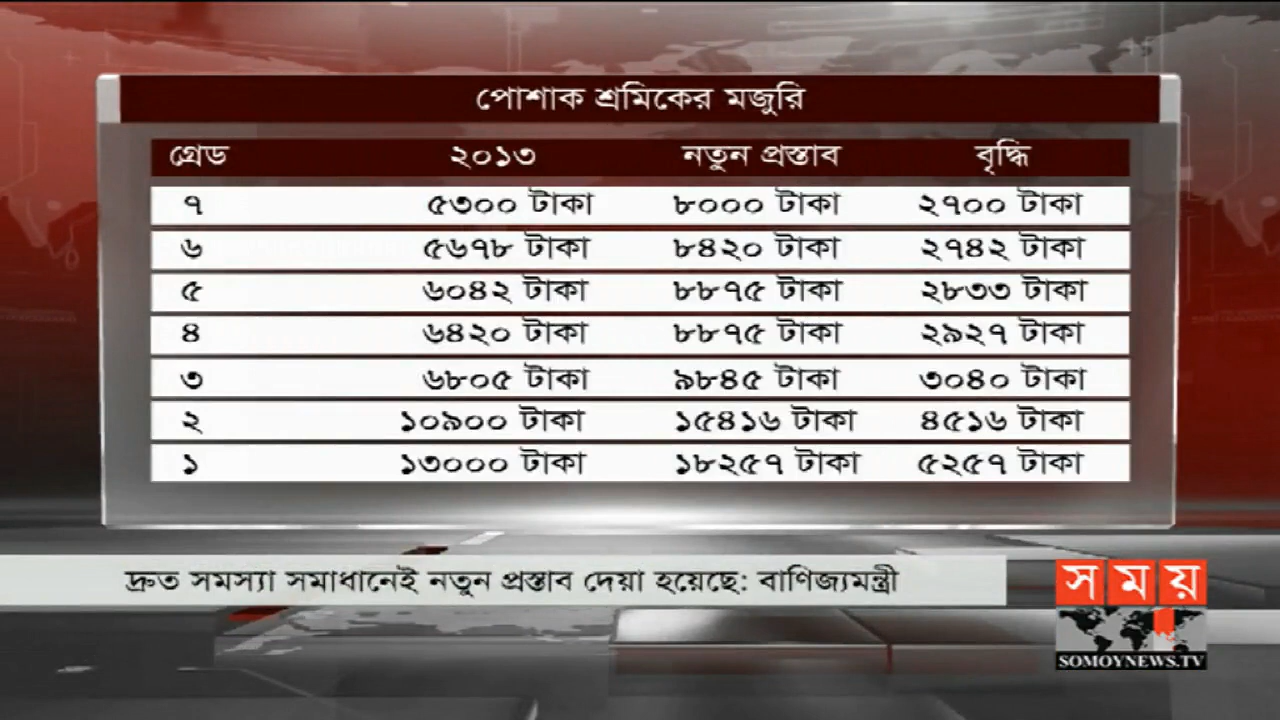 পোশাক শ্রমিকের মজুরি
গ্রেড ২০১৩ নতুন প্রস্তাব বৃদ্ধি
৭ ৫৩০০ টাকা ৮০০০ টাকা ২৭০০ টাকা
৬ ৫৬৭৮ টাকা ৮৪২০ টাকা ২৭৪২ টাকা
৫ ৬০৪২ টাকা ৮৮৭৫ টাকা ২৮৩৩ টাকা
৪ ৬৪২০ টাকা ৮৮৭৫ টাকা ২৯২৭ টাকা
৩ ৬৮০৫ টাকা ৯৮৪৫ টাকা ৩০৪০ টাকা
২ ১০৯০০ টাকা ১৫৪১৬ টাকা ৪৫১৬ টাকা
১ ১৩০০০ টাকা ১৮২৫৭ টাকা ৫২৫৭ টাকা
দ্রুত সমস্যা সমাধানেই নতুন প্রস্তাব দেয়া হয়েছে: বাণিজ্যমন্ত্রী
সময়
SOMOYNEWS.TV